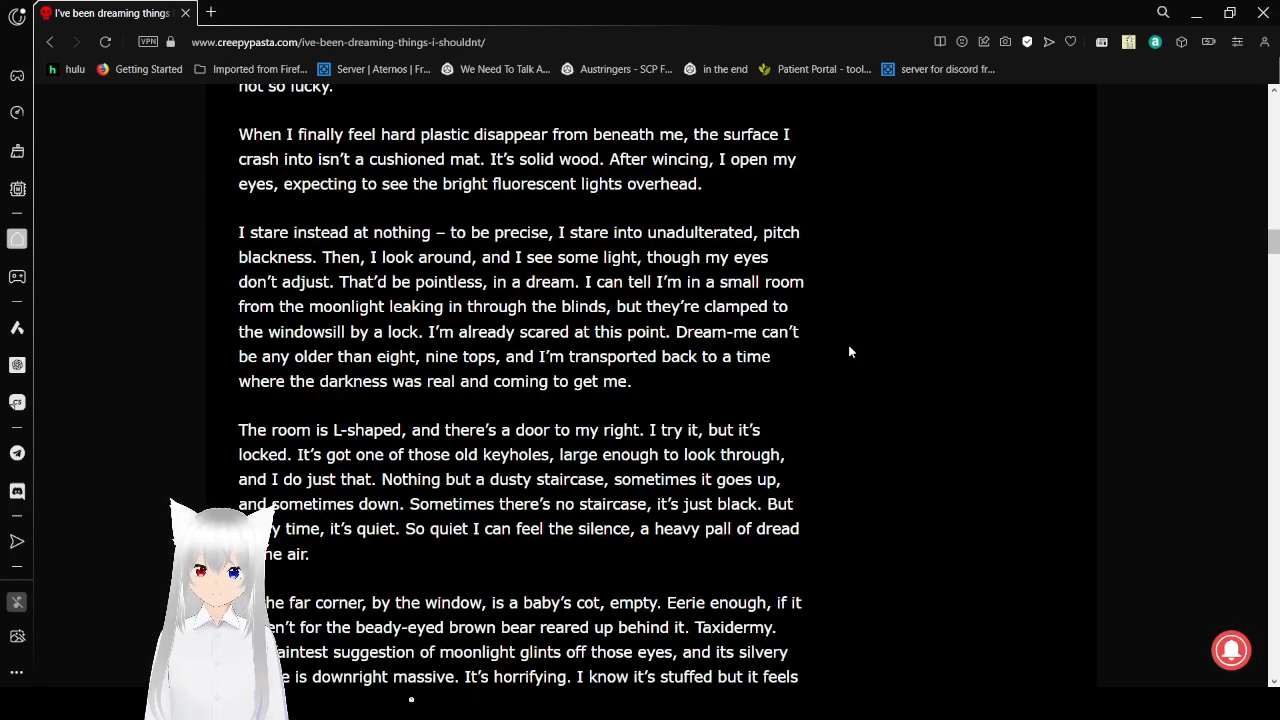 I've been dreaming things
www.creepypasta.com/ive-been-dreaming-things-i-shouldnt/
VPN
hulu
Getting Started
Imported from Firef...
Server | Aternos | Fr...
We Need To Talk A...
Austringers - SCP F...
in the end
Patient Portal - tool...
server for discord fr...
not so lucky.
When I finally feel hard plastic disappear from beneath me, the surface I
crash into isn't a cushioned mat. It's solid wood. After wincing, I open my
eyes, expecting to see the bright fluorescent lights overhead.
I stare instead at nothing – to be precise, I stare into unadulterated, pitch
blackness. Then, I look around, and I see some light, though my eyes
don't adjust. That'd be pointless, in a dream. I can tell I'm in a small room
from the moonlight leaking in through the blinds, but they're clamped to
the windowsill by a lock. I'm already scared at this point. Dream-me can't
be any older than eight, nine tops, and I'm transported back to a time
where the darkness was real and coming to get me.
The room is L-shaped, and there's a door to my right. I try it, but it's
locked. It's got one of those old keyholes, large enough to look through,
and I do just that. Nothing but a dusty staircase, sometimes it goes up,
and sometimes down. Sometimes there's no staircase, it's just black. But
y time, it's quiet. So quiet I can feel the silence, a heavy pall of dread
ne air.
he far corner, by the window, is a baby's cot, empty. Eerie enough, if it
en't for the beady-eyed brown bear reared up behind it. Taxidermy.
aintest suggestion of moonlight glints off those eyes, and its silvery
e is downright massive. It's horrifying. I know it's stuffed but it feels